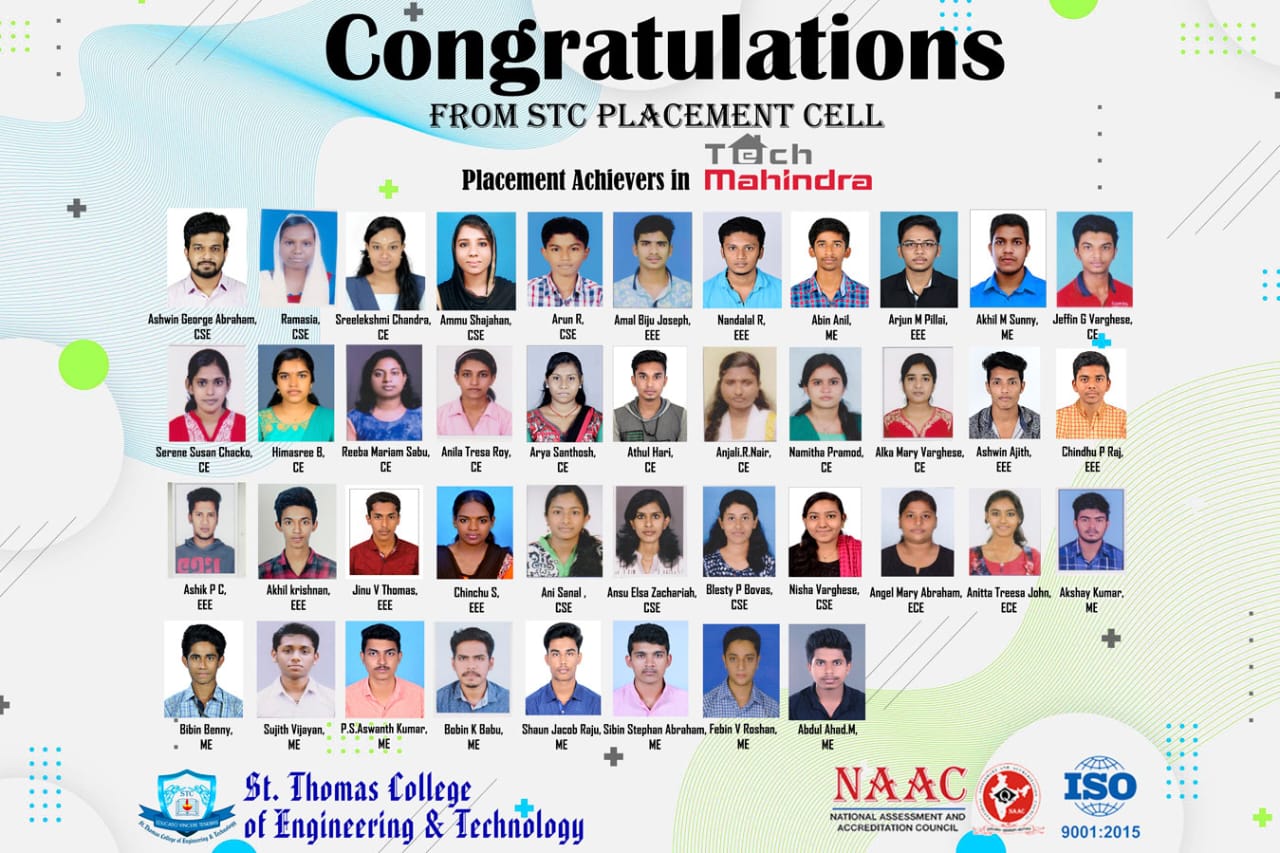 Congratulations
FROM STC PLACEMENT CELL
Placement Achievers in Tech Mahindra
Ashwin George Abraham, CSE
Ramasia, CSE
Sreelekshmi Chandra, CE
Ammu Shajahan, CSE
Arun R, CSE
Amal Biju Joseph, EEE
Nandalal R, EEE
Abin Anil, ME
Arjun M Pillai, EEE
Akhil M Sunny, ME
Jeffin G Varghese, CE
Serene Susan Chacko, CE
Himasree B, CE
Reeba Mariam Sabu, CE
Anila Tresa Roy, CE
Arya Santhosh, CE
Athul Hari, CE
Anjali.R.Nair, CE
Namitha Pramod, CE
Alka Mary Varghese, CE
Ashwin Ajith, EEE
Chindhu P Raj, EEE
Ashik P C, EEE
Akhil krishnan, EEE
Jinu V Thomas, EEE
Chinchu S, EEE
Ani Sanal , CSE
Ansu Elsa Zachariah, CSE
Blesty P Bovas, CSE
Nisha Varghese, CSE
Angel Mary Abraham, ECE
Anitta Treesa John, ECE
Akshay Kumar, ME
Bibin Benny, ME
Sujith Vijayan, ME
P.S.Aswanth Kumar, ME
Bobin K Babu, ME
Shaun Jacob Raju, ME
Sibin Stephan Abraham, ME
Febin V Roshan, ME
Abdul Ahad.M, ME
STC
St. Thomas College of Engineering & Technology
St. Thomas College
of Engineering & Technology
NAAC
NATIONAL ASSESSMENT AND
ACCREDITATION COUNCIL
NAAC
ISO
9001:2015